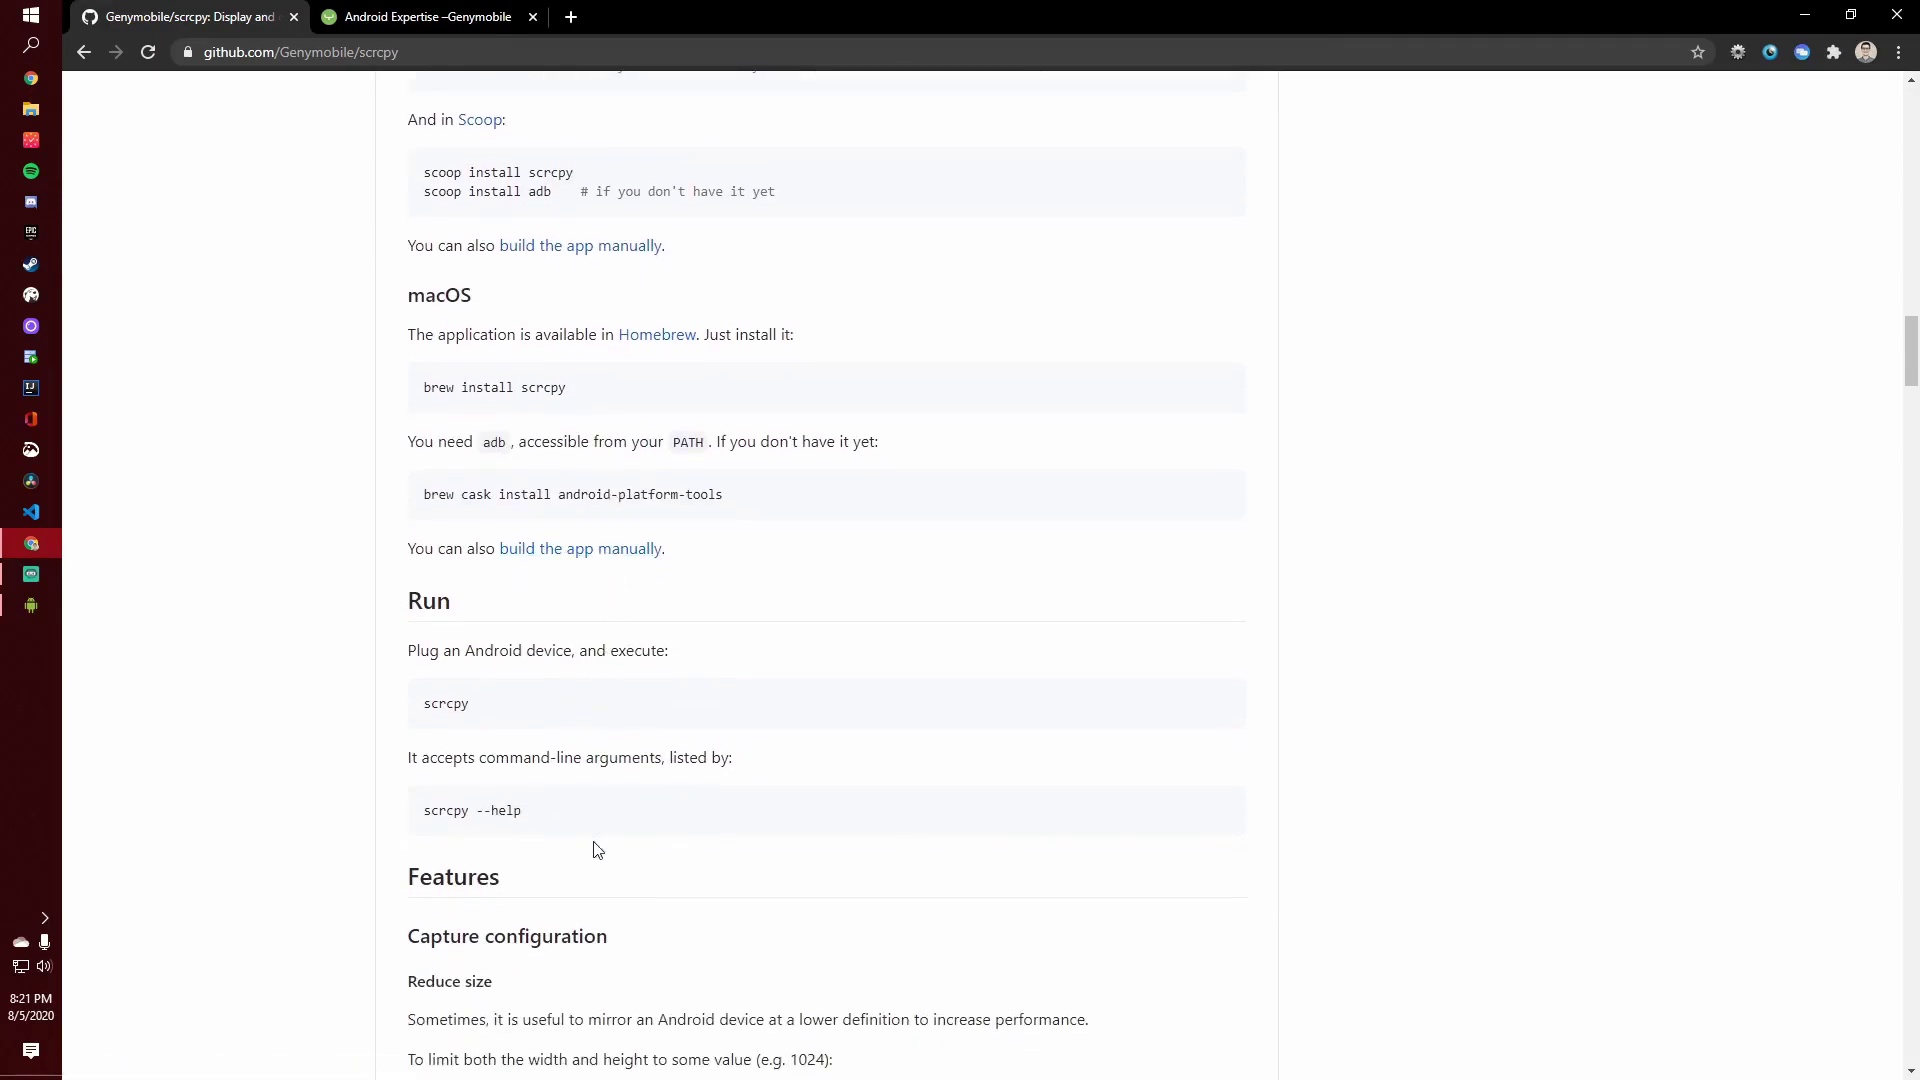 Genymobile/scrcpy: Display and
Android Expertise –Genymobile
github.com/Genymobile/scrcpy
And in Scoop:
scoop install scrcpy
scoop install adb    # if you don't have it yet
You can also build the app manually.
macOS
The application is available in Homebrew. Just install it:
brew install scrcpy
You need adb, accessible from your PATH. If you don't have it yet:
brew cask install android-platform-tools
You can also build the app manually.
Run
Plug an Android device, and execute:
scrcpy
It accepts command-line arguments, listed by:
scrcpy --help
Features
Capture configuration
Reduce size
Sometimes, it is useful to mirror an Android device at a lower definition to increase performance.
To limit both the width and height to some value (e.g. 1024):
EPIC
IJ
8:21 PM
8/5/2020